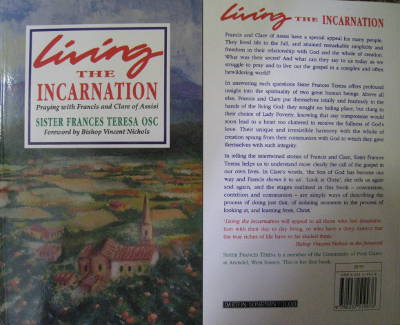 Living
THE
INCARNATION
Praying with Francis and Clare of Assisi
SISTER FRANCES TERESA OSC
Foreword by Bishop Vincent Nichols
Living THE INCARNATION
Francis and Clare of Assisi have a special appeal for many people.
They lived life to the full, and attained remarkable simplicity and
freedom in their relationship with God and the whole of creation.
What was their secret? And what can they say to us today as we
struggle to pray and to live out the gospel in a complex and often
bewildering world?
In answering such questions Sister Frances Teresa offers profound
insight into the spirituality of two great human beings. Above all
else, Francis and Clare put themselves totally and fearlessly in the
hands of the living God: they sought no hiding place, but clung to
their choice of Lady Poverty, knowing that any compromise would
soon lead to a heart too cluttered to receive the fullness of God's
love. Their unique and irresistible harmony with the whole of
creation sprang from their communion with God to which they gave
themselves with such integrity.
In telling the intertwined stories of Francis and Clare, Sister Frances
Teresa helps us to understand more clearly the call of the gospel in
our own lives. In Clare's words, 'the Son of God has become our
way and Francis shows it to us'. 'Look at Christ', she tells us again
and again, and the stages outlined in this book – conversion,
contrition and communion – are simply ways of describing the
process of doing just that, of unifying moments in the process of
looking at, and learning from, Christ.
'Living the Incarnation will appeal to all those who feel
with their day to day living, or who have a deep instinct that
the true riches of life have so far eluded them.'
Bishop Vincent Nichols in the foreword
SISTER FRANCES TERESA is a member of the Community of Poor Clares
at Arundel, West Sussex. This is her first book.
DARTON·LONGMAN+TODD